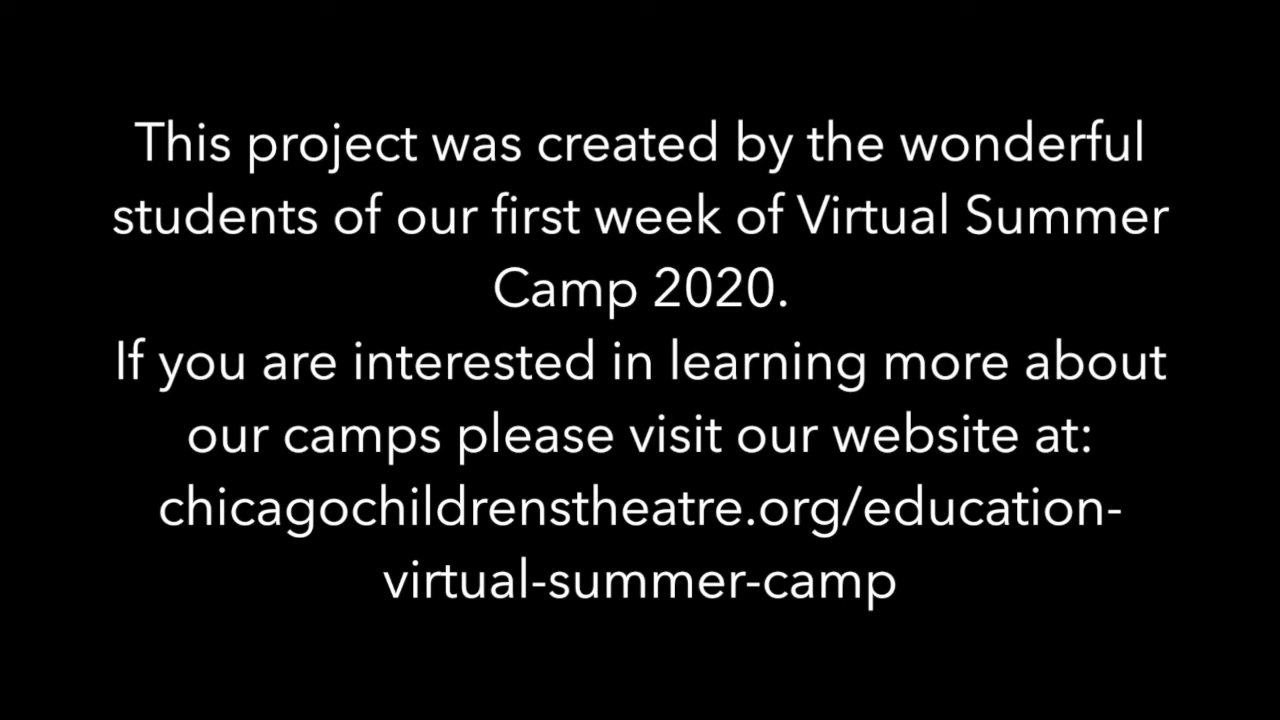 This project was created by the wonderful
students of our first week of Virtual Summer
Camp 2020.
If you are interested in learning more about
our camps please visit our website at:
chicagochildrenstheatre.org/education-
virtual-summer-camp